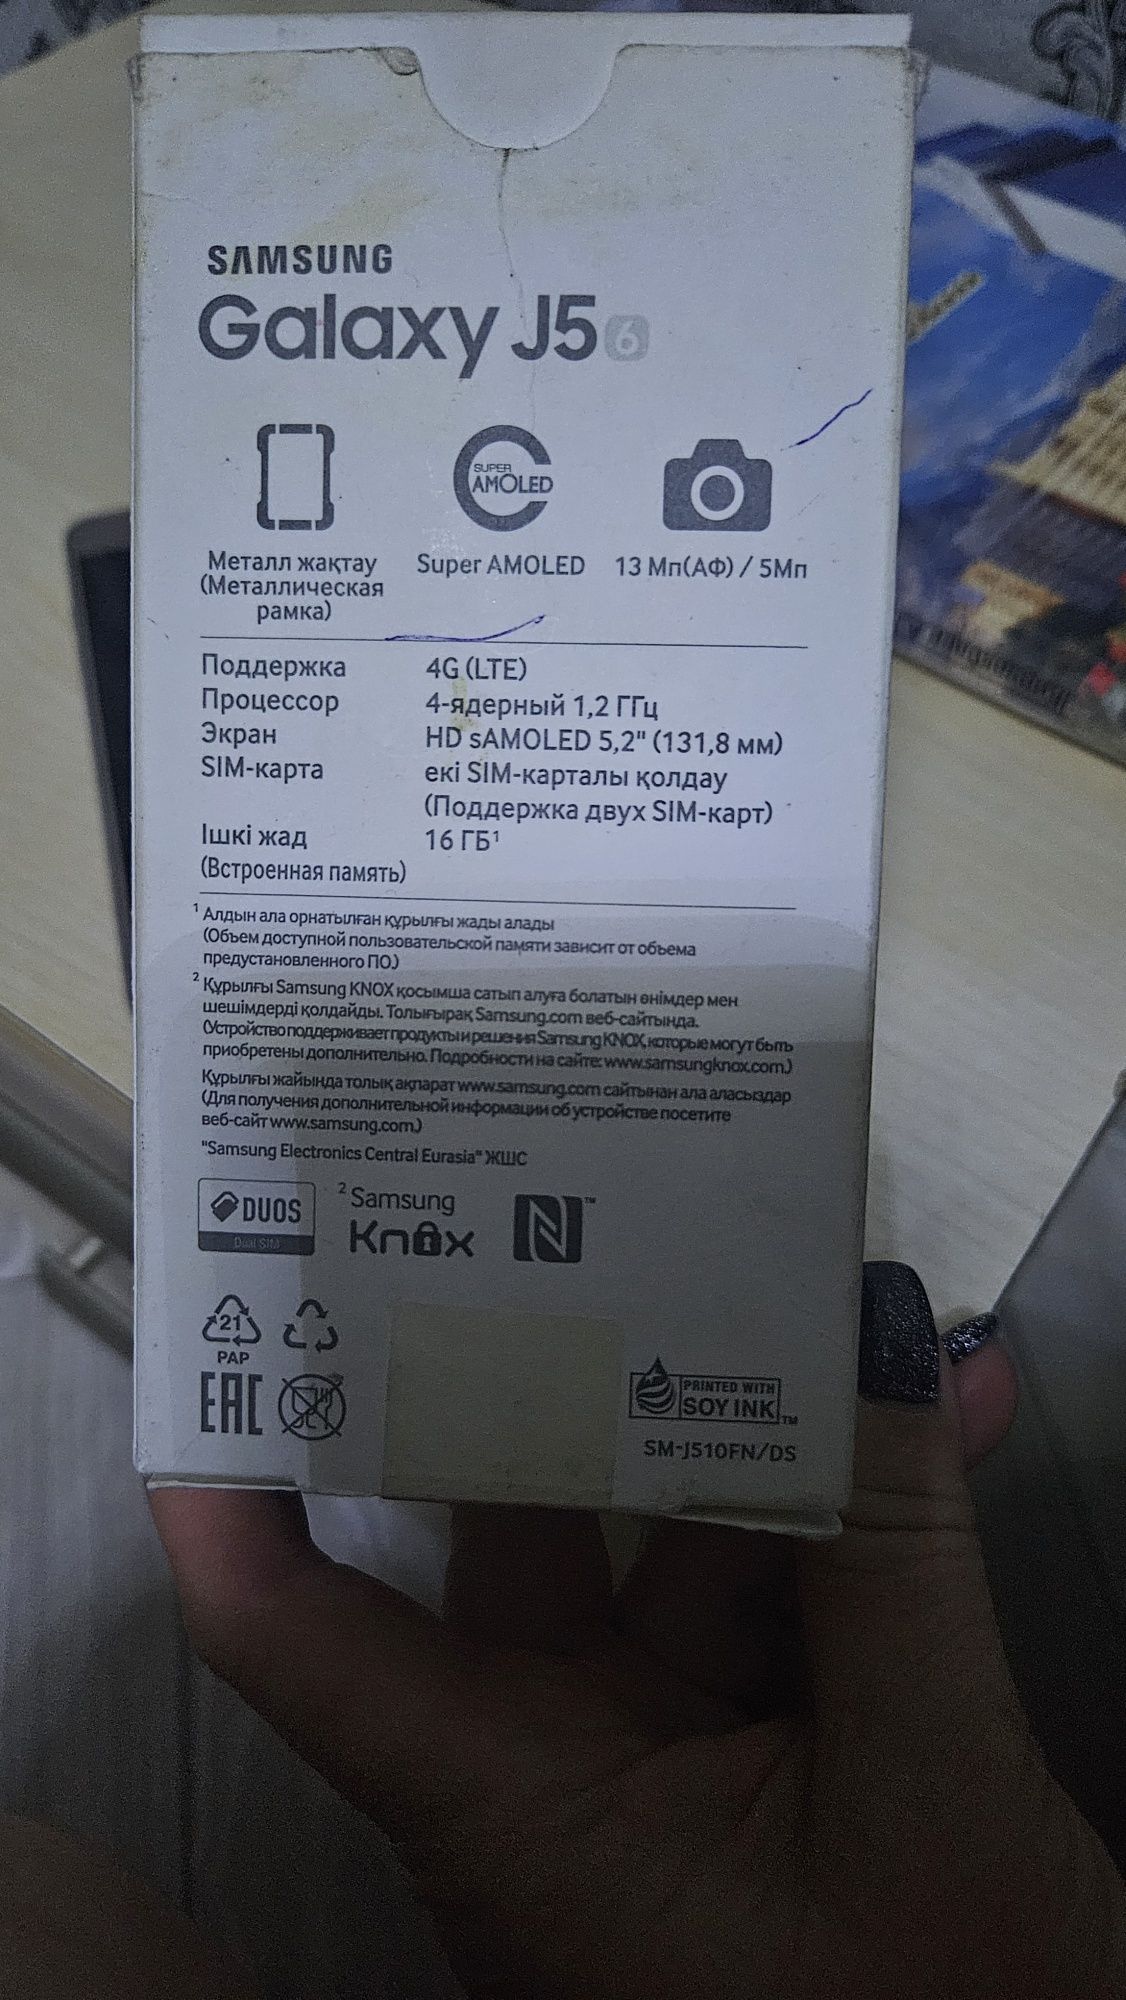 SAMSUNG
Galaxy J5 6
SUPER
AMOLED
Металл жақтау
(Металлическая
рамка)
Super AMOLED
13 Мп(АФ) / 5Мп
Поддержка 4G (LTE)
Процессор 4-ядерный 1,2 ГГц
Экран HD sAMOLED 5,2" (131,8 мм)
SIM-карта екі SIM-карталы қолдау
(Поддержка двух SIM-карт)
Ішкі жад 16 ГБ¹
(Встроенная память)
¹ Алдын ала орнатылған құрылғы жады алады
(Объем доступной пользовательской памяти зависит от объема
предустановленного ПО.)
² Құрылғы Samsung KNOX қосымша сатып алуға болатын өнімдер мен
шешімдерді қолдайды. Толығырақ Samsung.com веб-сайтында.
(Устройство поддерживает продукты и решения Samsung KNOX, которые могут быть
приобретены дополнительно. Подробности на сайте: www.samsungknox.com.)
Құрылғы жайында толық ақпарат www.samsung.com сайтынан ала аласыздар
(Для получения дополнительной информации об устройстве посетите
веб-сайт www.samsung.com.)
"Samsung Electronics Central Eurasia" ЖШС
DUOS
Dual SIM
² Samsung
Knox
N™
21
PAP
EAC
PRINTED WITH
SOY INK™
SM-J510FN/DS